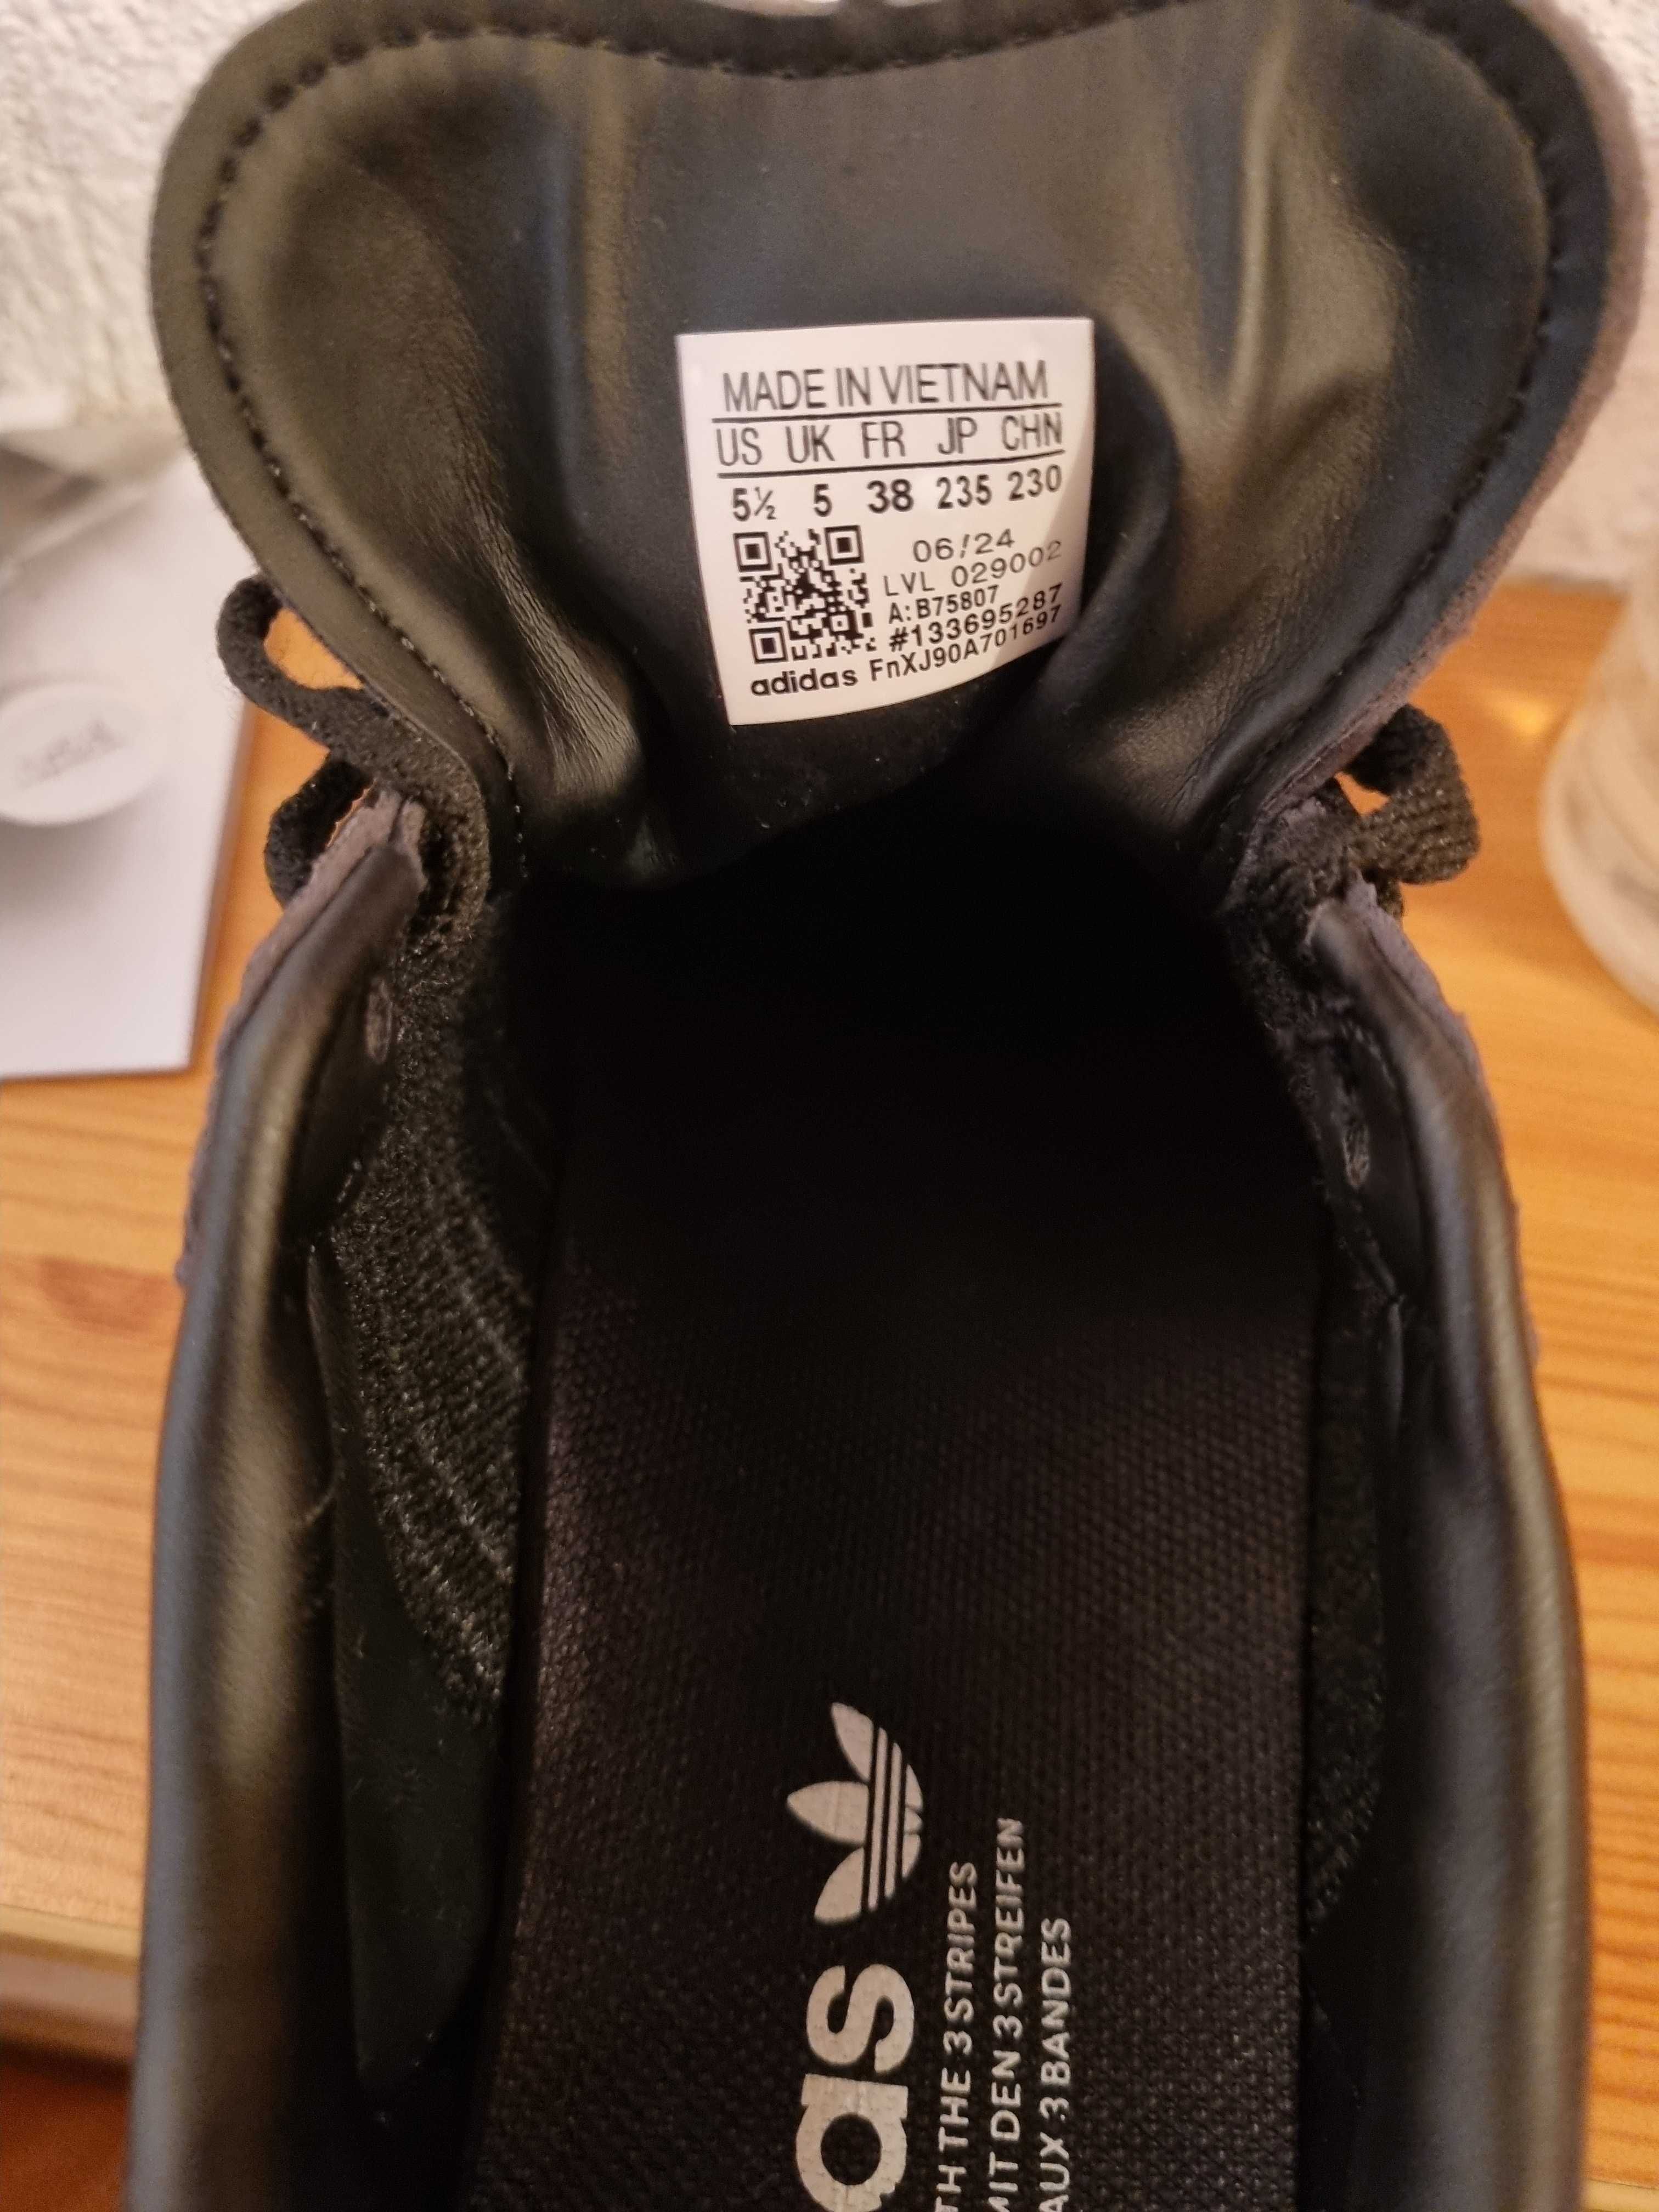 MADE IN VIETNAM
US UK FR JP CHN
5½ 5 38 235 230
06/24
LVL 029002
A:B75807
#133695287
adidas FnXJ90A701697
as
TH THE 3 STRIPES
MIT DEN 3 STREIFEN
AUX 3 BANDES